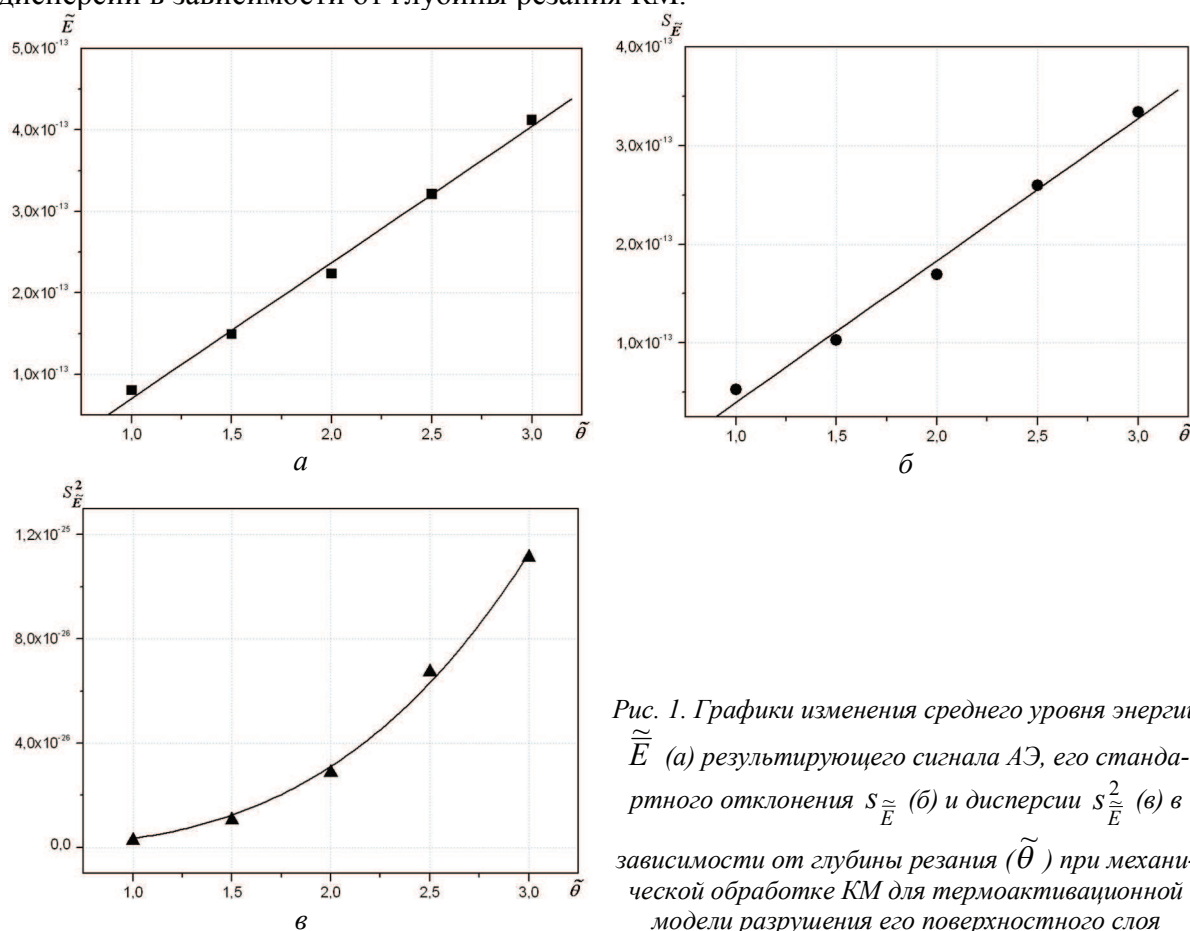 дисперсии в зависимости от глубины резания КМ.
Ẽ
5,0x10⁻¹³
4,0x10⁻¹³
3,0x10⁻¹³
2,0x10⁻¹³
1,0x10⁻¹³
1,0 1,5 2,0 2,5 3,0 θ̃
а
S_Ẽ
4,0x10⁻¹³
3,0x10⁻¹³
2,0x10⁻¹³
1,0x10⁻¹³
1,0 1,5 2,0 2,5 3,0 θ̃
б
S²_Ẽ
1,2x10⁻²⁵
8,0x10⁻²⁶
4,0x10⁻²⁶
0,0
1,0 1,5 2,0 2,5 3,0 θ̃
в
Рис. 1. Графики изменения среднего уровня энергии
Ẽ̄ (а) результирующего сигнала АЭ, его станда-
ртного отклонения s_Ẽ̄ (б) и дисперсии s²_Ẽ̄ (в) в
зависимости от глубины резания (θ̃ ) при механи-
ческой обработке КМ для термоактивационной
модели разрушения его поверхностного слоя